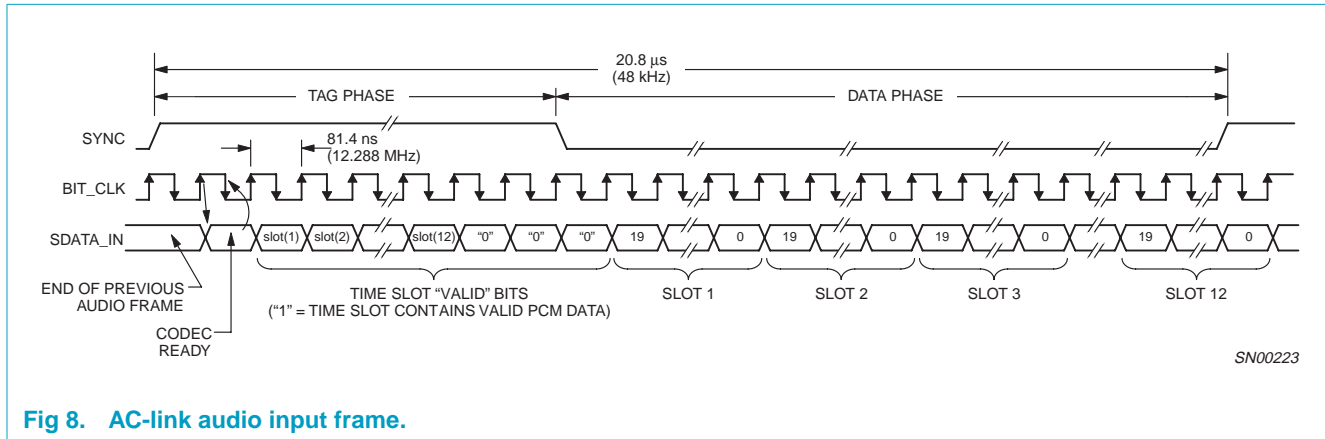 20.8 µs
(48 kHz)
TAG PHASE
DATA PHASE
SYNC
81.4 ns
(12.288 MHz)
BIT_CLK
SDATA_IN
slot(1)
slot(2)
slot(12)
“0”
“0”
“0”
19
0
19
0
19
0
19
0
END OF PREVIOUS
AUDIO FRAME
TIME SLOT “VALID” BITS
(“1” = TIME SLOT CONTAINS VALID PCM DATA)
SLOT 1
SLOT 2
SLOT 3
SLOT 12
CODEC
READY
SN00223
Fig 8. AC-link audio input frame.